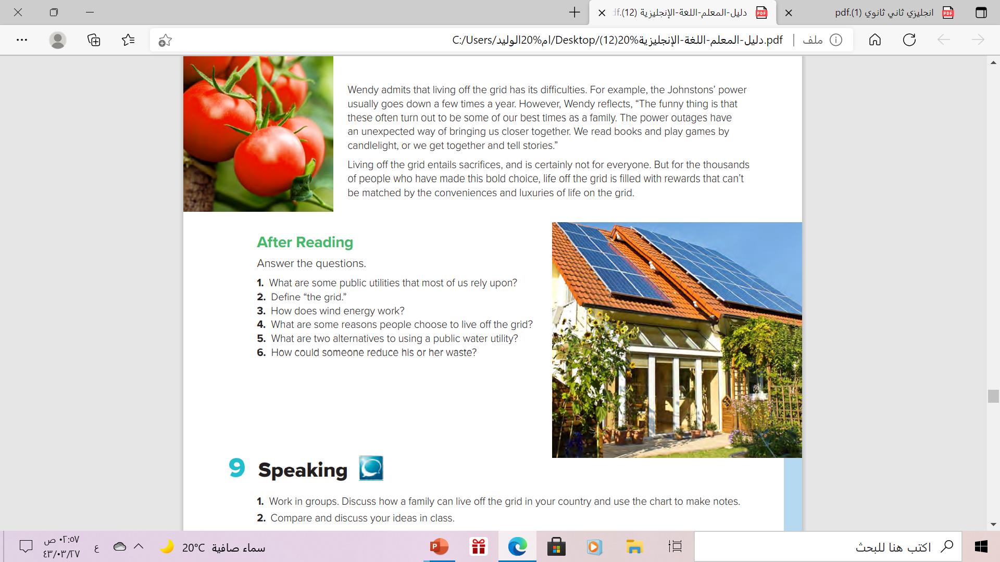 انجليزي ثاني ثانوي (1).pdf
دليل-المعلم-اللغة-الإنجليزية (12).pdf
ملف
C:/Users/ام%20الوليد/Desktop/دليل-المعلم-اللغة-الإنجليزية%20(12).pdf
Wendy admits that living off the grid has its difficulties. For example, the Johnstons’ power
usually goes down a few times a year. However, Wendy reflects, “The funny thing is that
these often turn out to be some of our best times as a family. The power outages have
an unexpected way of bringing us closer together. We read books and play games by
candlelight, or we get together and tell stories.”
Living off the grid entails sacrifices, and is certainly not for everyone. But for the thousands
of people who have made this bold choice, life off the grid is filled with rewards that can’t
be matched by the conveniences and luxuries of life on the grid.
After Reading
Answer the questions.
1. What are some public utilities that most of us rely upon?
2. Define “the grid.”
3. How does wind energy work?
4. What are some reasons people choose to live off the grid?
5. What are two alternatives to using a public water utility?
6. How could someone reduce his or her waste?
9 Speaking
1. Work in groups. Discuss how a family can live off the grid in your country and use the chart to make notes.
2. Compare and discuss your ideas in class.
اكتب هنا للبحث
20°C سماء صافية
ع
٠٢:٥٧ ص
٤٣/٠٣/٢٧